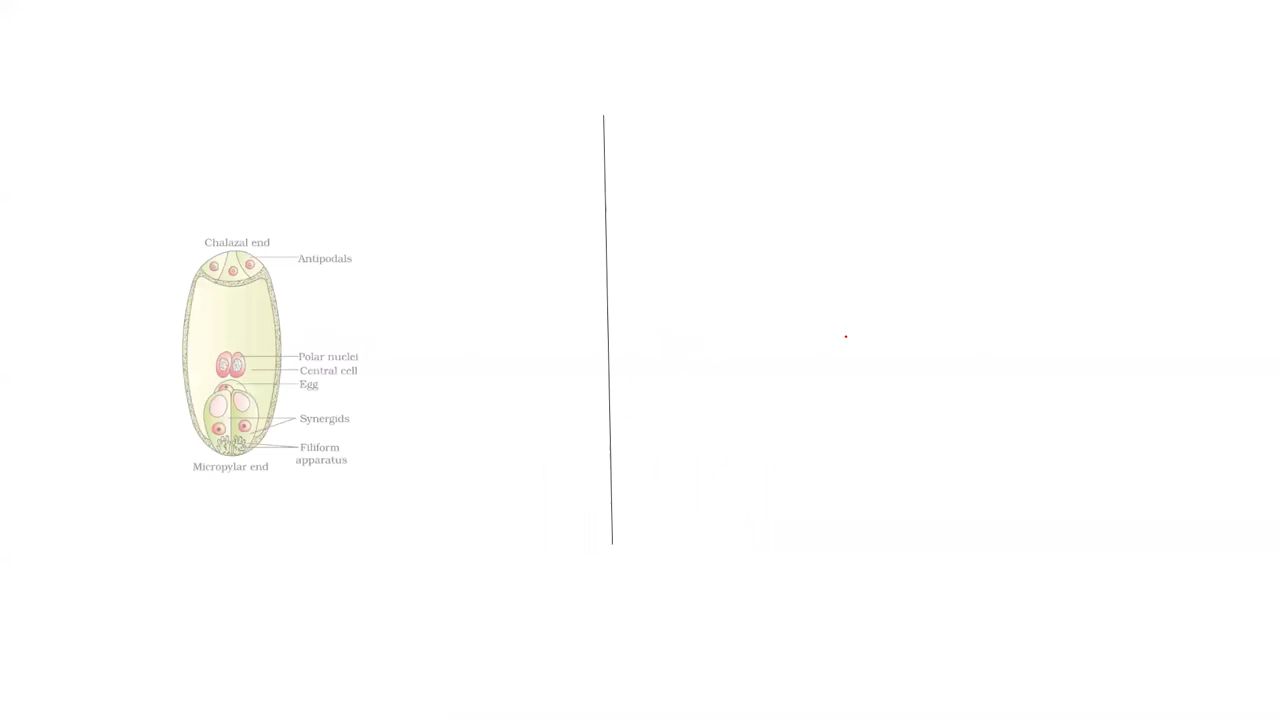 Chalazal end
Antipodals
Polar nuclei
Central cell
Egg
Synergids
Filiform
apparatus
Micropylar end